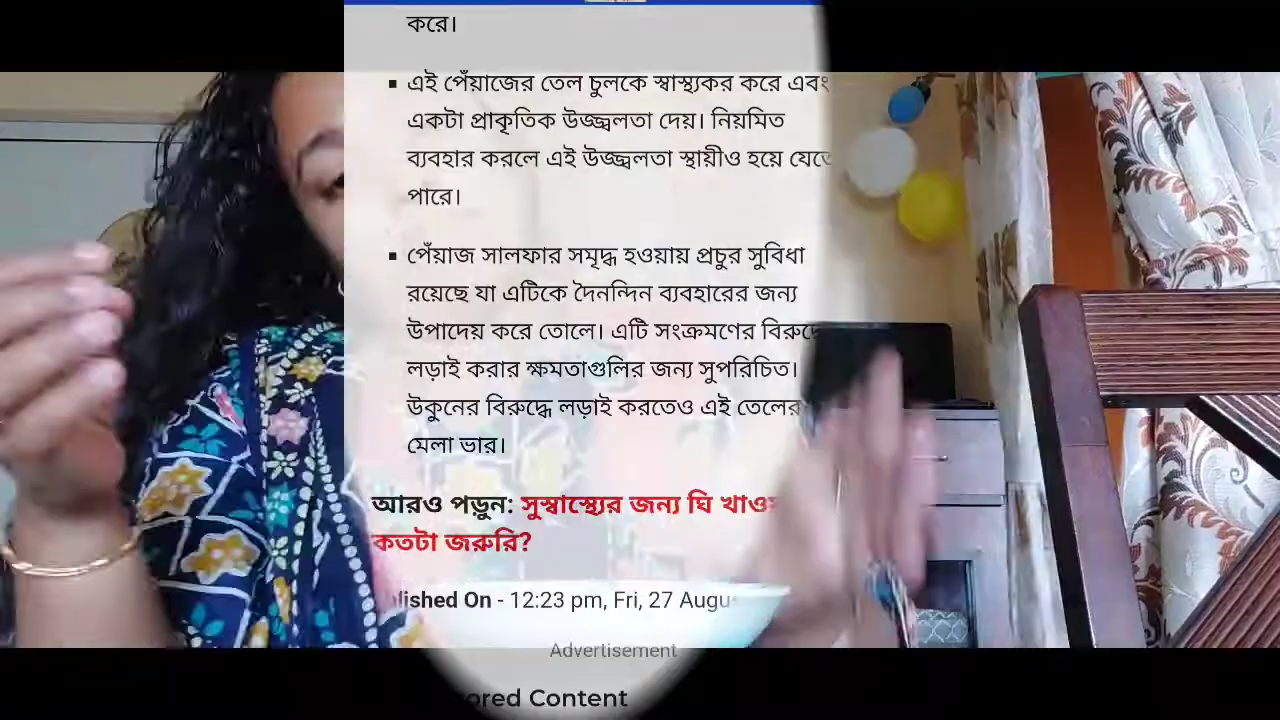 করে।
এই পেঁয়াজের তেল চুলকে স্বাস্থ্যকর করে এবং
একটা প্রাকৃতিক উজ্জ্বলতা দেয়। নিয়মিত
ব্যবহার করলে এই উজ্জ্বলতা স্থায়ীও হয়ে যেতে
পারে।
পেঁয়াজ সালফার সমৃদ্ধ হওয়ায় প্রচুর সুবিধা
রয়েছে যা এটিকে দৈনন্দিন ব্যবহারের জন্য
উপাদেয় করে তোলে। এটি সংক্রমণের বিরুদ্ধে
লড়াই করার ক্ষমতাগুলির জন্য সুপরিচিত।
উকুনের বিরুদ্ধে লড়াই করতেও এই তেলের
মেলা ভার।
আরও পড়ুন: সুস্বাস্থ্যের জন্য ঘি
কতটা জরুরি?
On - 12:23 pm, Fri, 27
Advertisement
Content